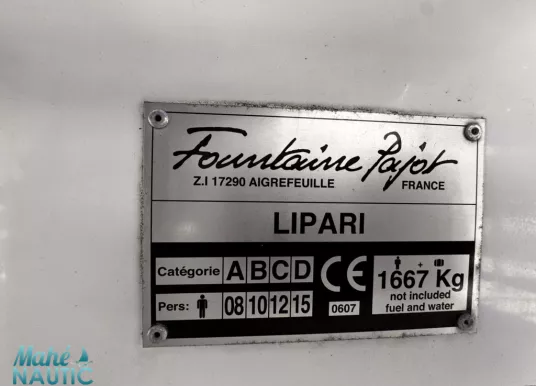 Fountaine Pajot
Z.I 17290 AIGREFEUILLE FRANCE
LIPARI
Catégorie A B C D
Pers: 08 10 12 15
CE
0607
+
1667 Kg
not included
fuel and water
Mahé
NAUTIC